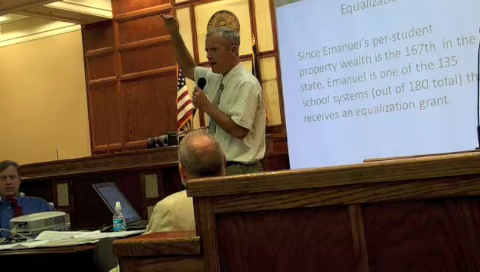 Equalizatio
Since Emanuel's per-student
property wealth is the 167th in the
state, Emanuel is one of the 135
school systems (out of 180 total) th
receives an equalization grant.